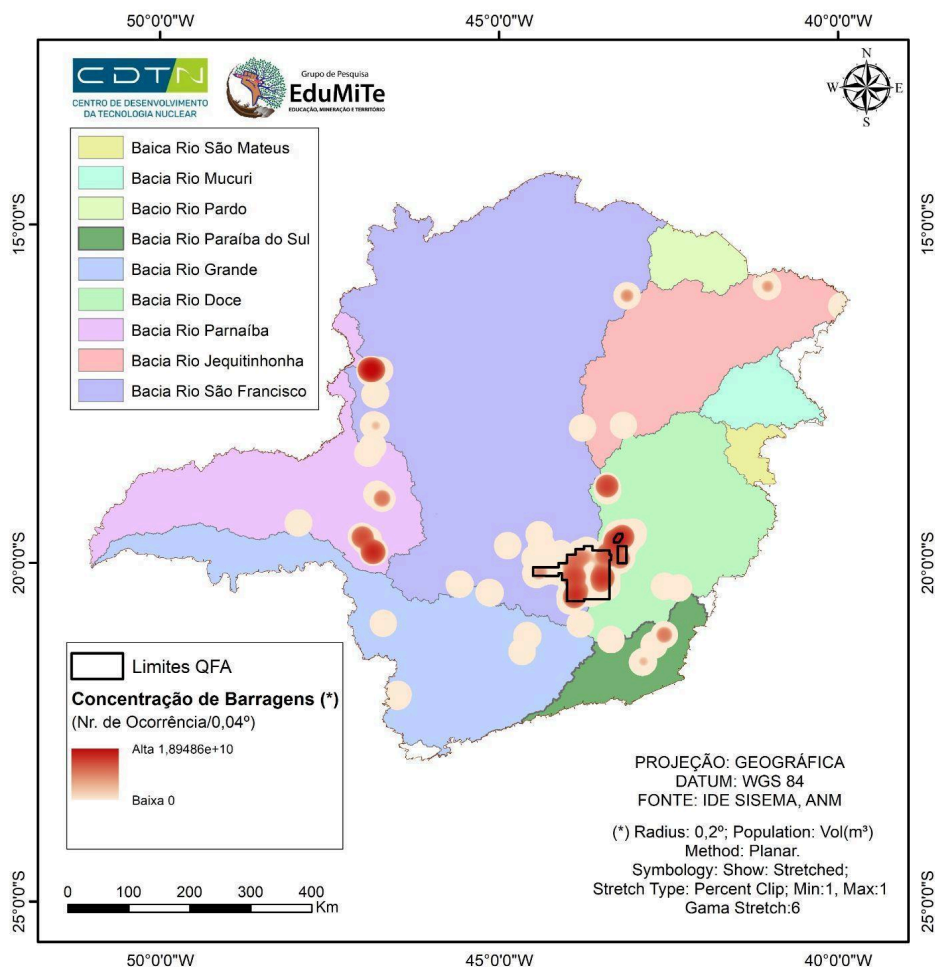 50°0'0"W 45°0'0"W 40°0'0"W
CDTN
CENTRO DE DESENVOLVIMENTO
DA TECNOLOGIA NUCLEAR
Grupo de Pesquisa
EduMiTe
EDUCAÇÃO, MINERAÇÃO E TERRITÓRIO
N
W E
S
Baica Rio São Mateus
Bacia Rio Mucuri
Bacio Rio Pardo
Bacia Rio Paraíba do Sul
Bacia Rio Grande
Bacia Rio Doce
Bacia Rio Parnaíba
Bacia Rio Jequitinhonha
Bacia Rio São Francisco
15°0'0"S 15°0'0"S
20°0'0"S 20°0'0"S
Limites QFA
Concentração de Barragens (*)
(Nr. de Ocorrência/0,04º)
Alta 1,89486e+10
Baixa 0
0 100 200 300 400
Km
PROJEÇÃO: GEOGRÁFICA
DATUM: WGS 84
FONTE: IDE SISEMA, ANM
(*) Radius: 0,2º; Population: Vol(m³)
Method: Planar.
Symbology: Show: Stretched;
Stretch Type: Percent Clip; Min:1, Max:1
Gama Stretch:6
25°0'0"S 25°0'0"S
50°0'0"W 45°0'0"W 40°0'0"W